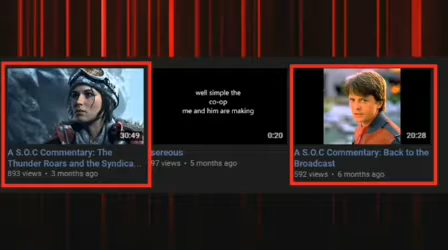 30:49
A S.O.C Commentary: The
Thunder Roars and the Syndica...
893 views • 3 months ago
well simple the
co-op
me and him are making
0:20
sereous
97 views • 5 months ago
20:28
A S.O.C Commentary: Back to the
Broadcast
592 views • 6 months ago